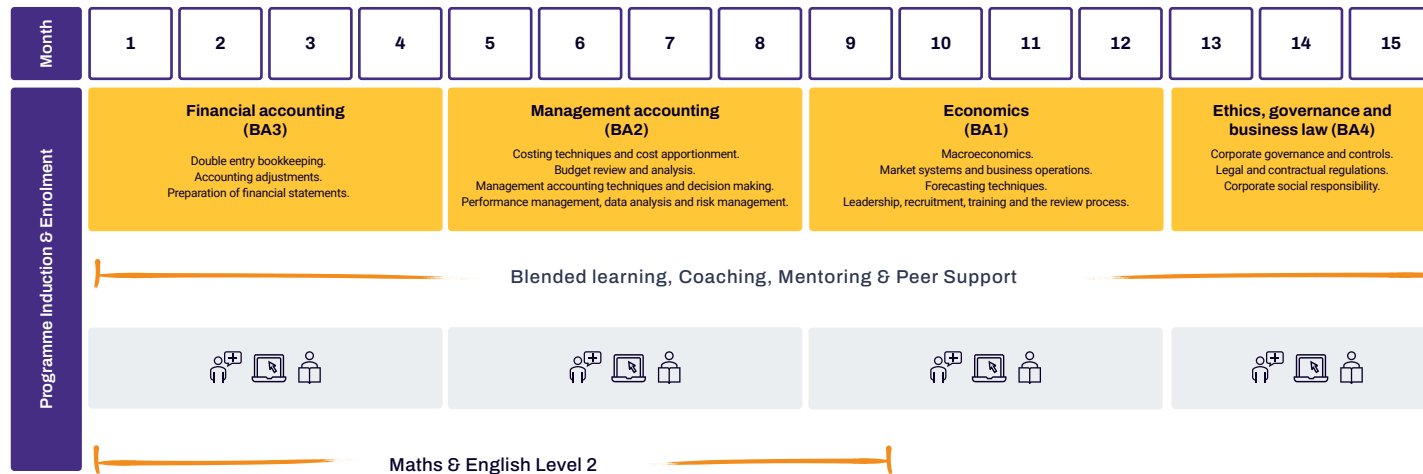 Month
1
2
3
4
5
6
7
8
9
10
11
12
13
14
15
Programme Induction & Enrolment
Financial accounting
(BA3)
Double entry bookkeeping.
Accounting adjustments.
Preparation of financial statements.
Management accounting
(BA2)
Costing techniques and cost apportionment.
Budget review and analysis.
Management accounting techniques and decision making.
Performance management, data analysis and risk management.
Economics
(BA1)
Macroeconomics.
Market systems and business operations.
Forecasting techniques.
Leadership, recruitment, training and the review process.
Ethics, governance and
business law (BA4)
Corporate governance and controls.
Legal and contractual regulations.
Corporate social responsibility.
Blended learning, Coaching, Mentoring & Peer Support
Maths & English Level 2